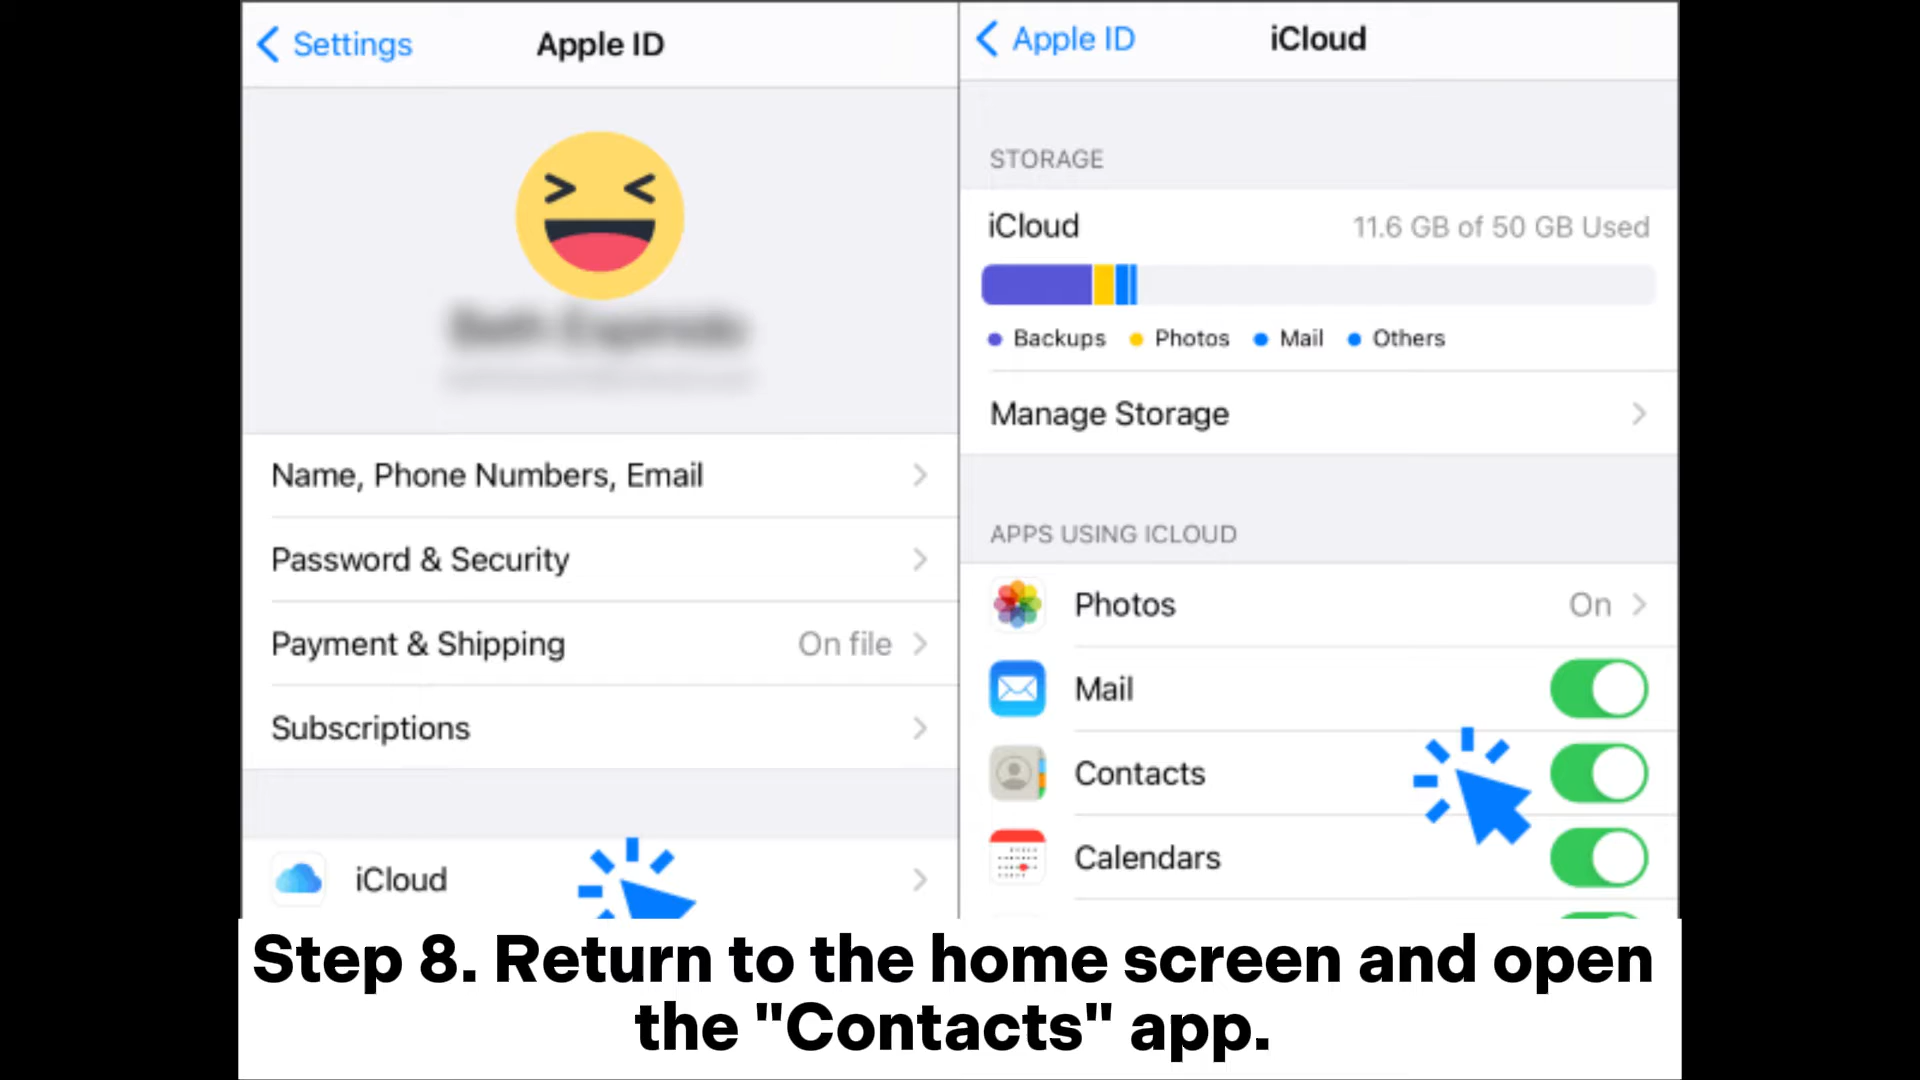 Settings
Apple ID
Name, Phone Numbers, Email
Password & Security
Payment & Shipping On file
Subscriptions
iCloud
Apple ID
iCloud
STORAGE
iCloud 11.6 GB of 50 GB Used
Backups Photos Mail Others
Manage Storage
APPS USING ICLOUD
Photos On
Mail
Contacts
Calendars
Step 8. Return to the home screen and open
the "Contacts" app.